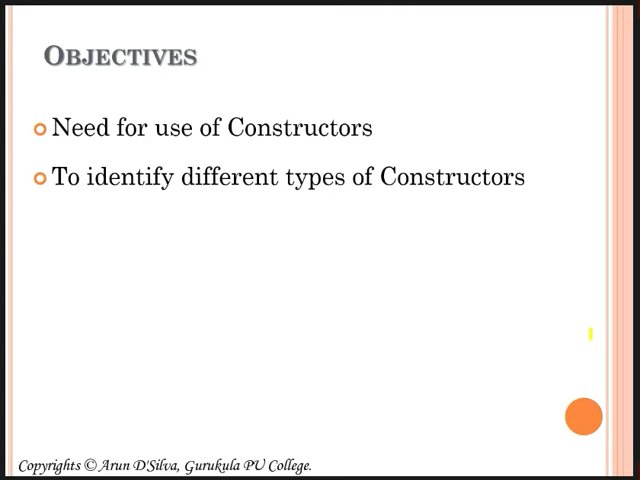 OBJECTIVES
Need for use of Constructors
To identify different types of Constructors
Copyrights © Arun D'Silva, Gurukula PU College.